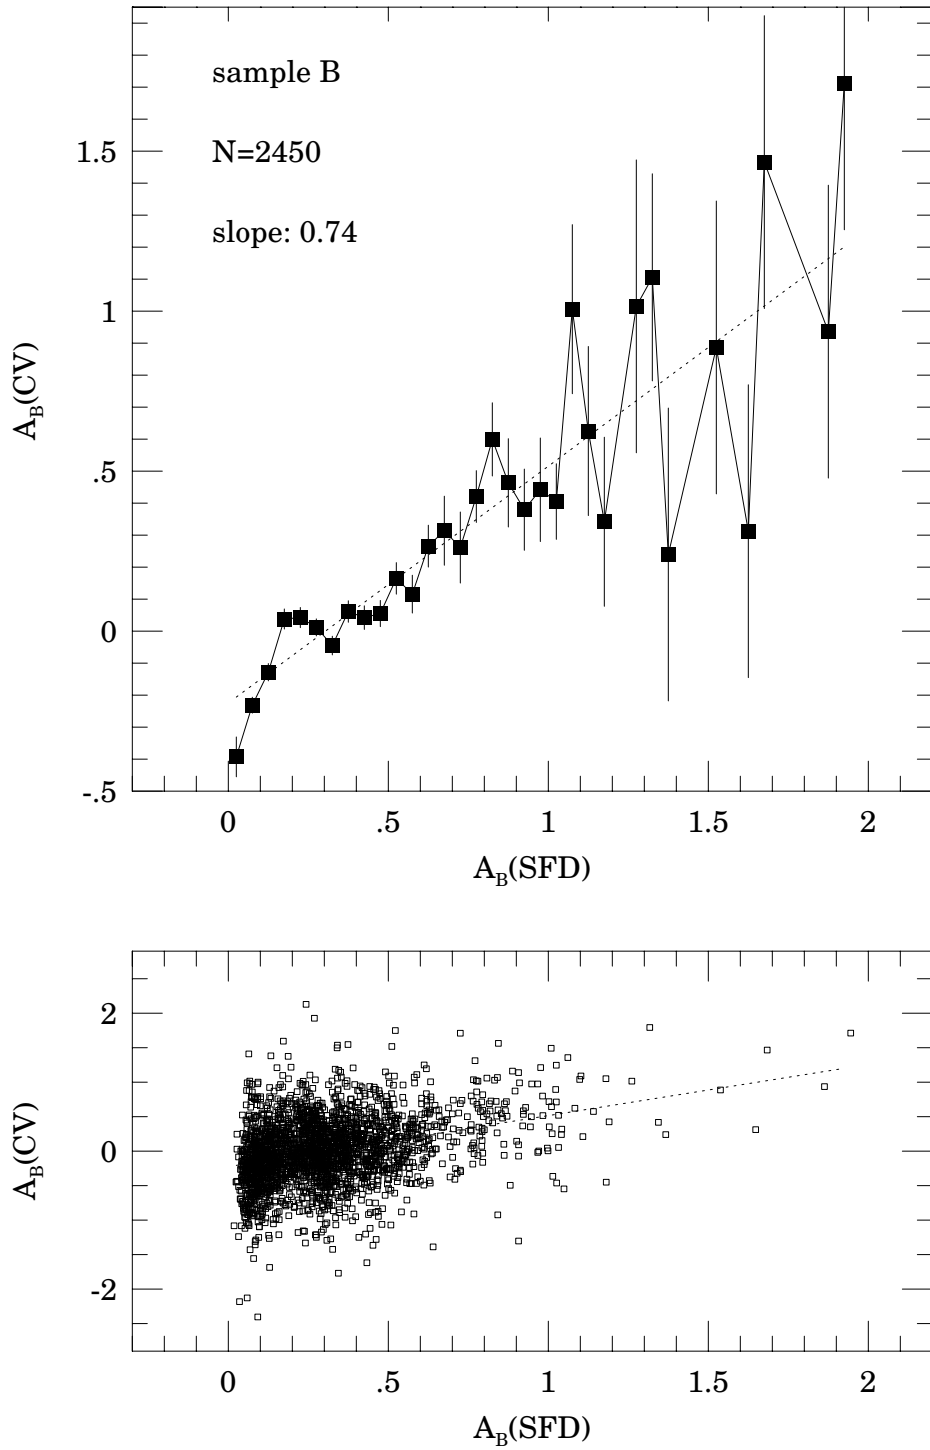 sample B
N=2450
slope: 0.74
1.5
1
.5
0
-.5
A_B(CV)
0 .5 1 1.5 2
A_B(SFD)
2
0
-2
A_B(CV)
0 .5 1 1.5 2
A_B(SFD)